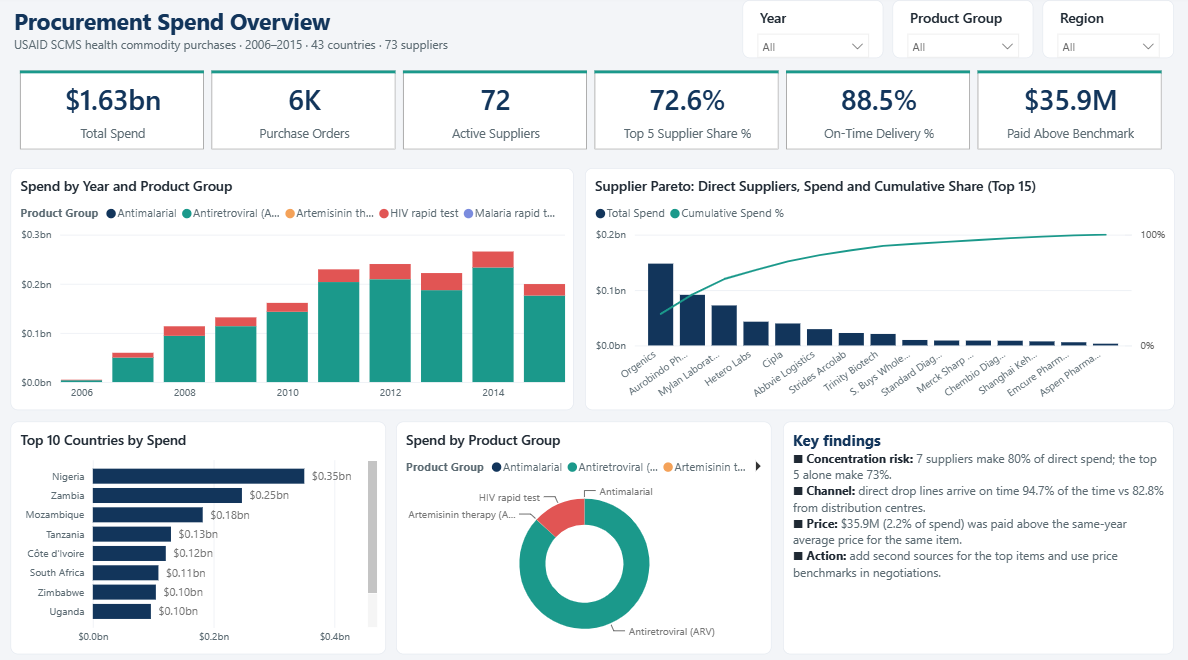 Procurement Spend Overview
USAID SCMS health commodity purchases · 2006–2015 · 43 countries · 73 suppliers
Year
All
Product Group
All
Region
All
$1.63bn
Total Spend
6K
Purchase Orders
72
Active Suppliers
72.6%
Top 5 Supplier Share %
88.5%
On-Time Delivery %
$35.9M
Paid Above Benchmark
Spend by Year and Product Group
Product Group Antimalarial Antiretroviral (A... Artemisinin th... HIV rapid test Malaria rapid t...
$0.3bn
$0.2bn
$0.1bn
$0.0bn
2006 2008 2010 2012 2014
Supplier Pareto: Direct Suppliers, Spend and Cumulative Share (Top 15)
Total Spend Cumulative Spend %
$0.2bn
$0.1bn
$0.0bn
100%
0%
Orgenics
Aurobindo Ph...
Mylan Laborat...
Hetero Labs
Cipla
Abbvie Logistics
Strides Arcolab
Trinity Biotech
S. Buys Whole...
Standard Diag...
Merck Sharp ...
Chembio Diag...
Shanghai Keh...
Emcure Pharm...
Aspen Pharma...
Top 10 Countries by Spend
Nigeria $0.35bn
Zambia $0.25bn
Mozambique $0.18bn
Tanzania $0.13bn
Côte d'Ivoire $0.12bn
South Africa $0.11bn
Zimbabwe $0.10bn
Uganda $0.10bn
$0.0bn $0.2bn $0.4bn
Spend by Product Group
Product Group Antimalarial Antiretroviral (... Artemisinin t...
HIV rapid test
Antimalarial
Artemisinin therapy (A...
Antiretroviral (ARV)
Key findings
■ Concentration risk: 7 suppliers make 80% of direct spend; the top
5 alone make 73%.
■ Channel: direct drop lines arrive on time 94.7% of the time vs 82.8%
from distribution centres.
■ Price: $35.9M (2.2% of spend) was paid above the same-year
average price for the same item.
■ Action: add second sources for the top items and use price
benchmarks in negotiations.